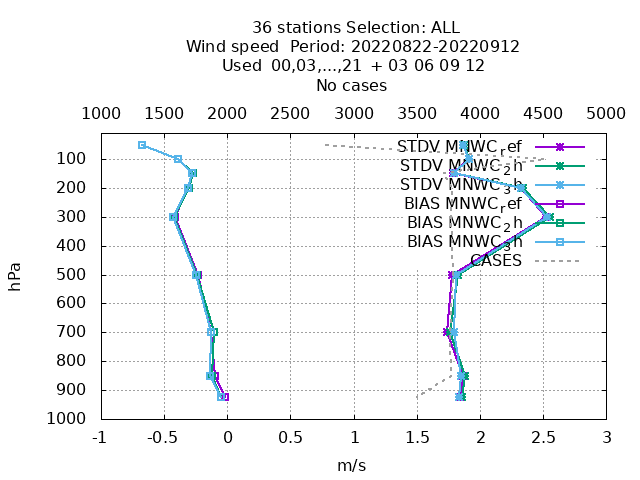 36 stations Selection: ALL
Wind speed  Period: 20220822-20220912
Used  00,03,...,21  + 03 06 09 12
No cases
1000 1500 2000 2500 3000 3500 4000 4500 5000
STDV MNWC_ref
STDV MNWC_2h
STDV MNWC_3h
BIAS MNWC_ref
BIAS MNWC_2h
BIAS MNWC_3h
CASES
100
200
300
400
500
600
700
800
900
1000
hPa
-1 -0.5 0 0.5 1 1.5 2 2.5 3
m/s